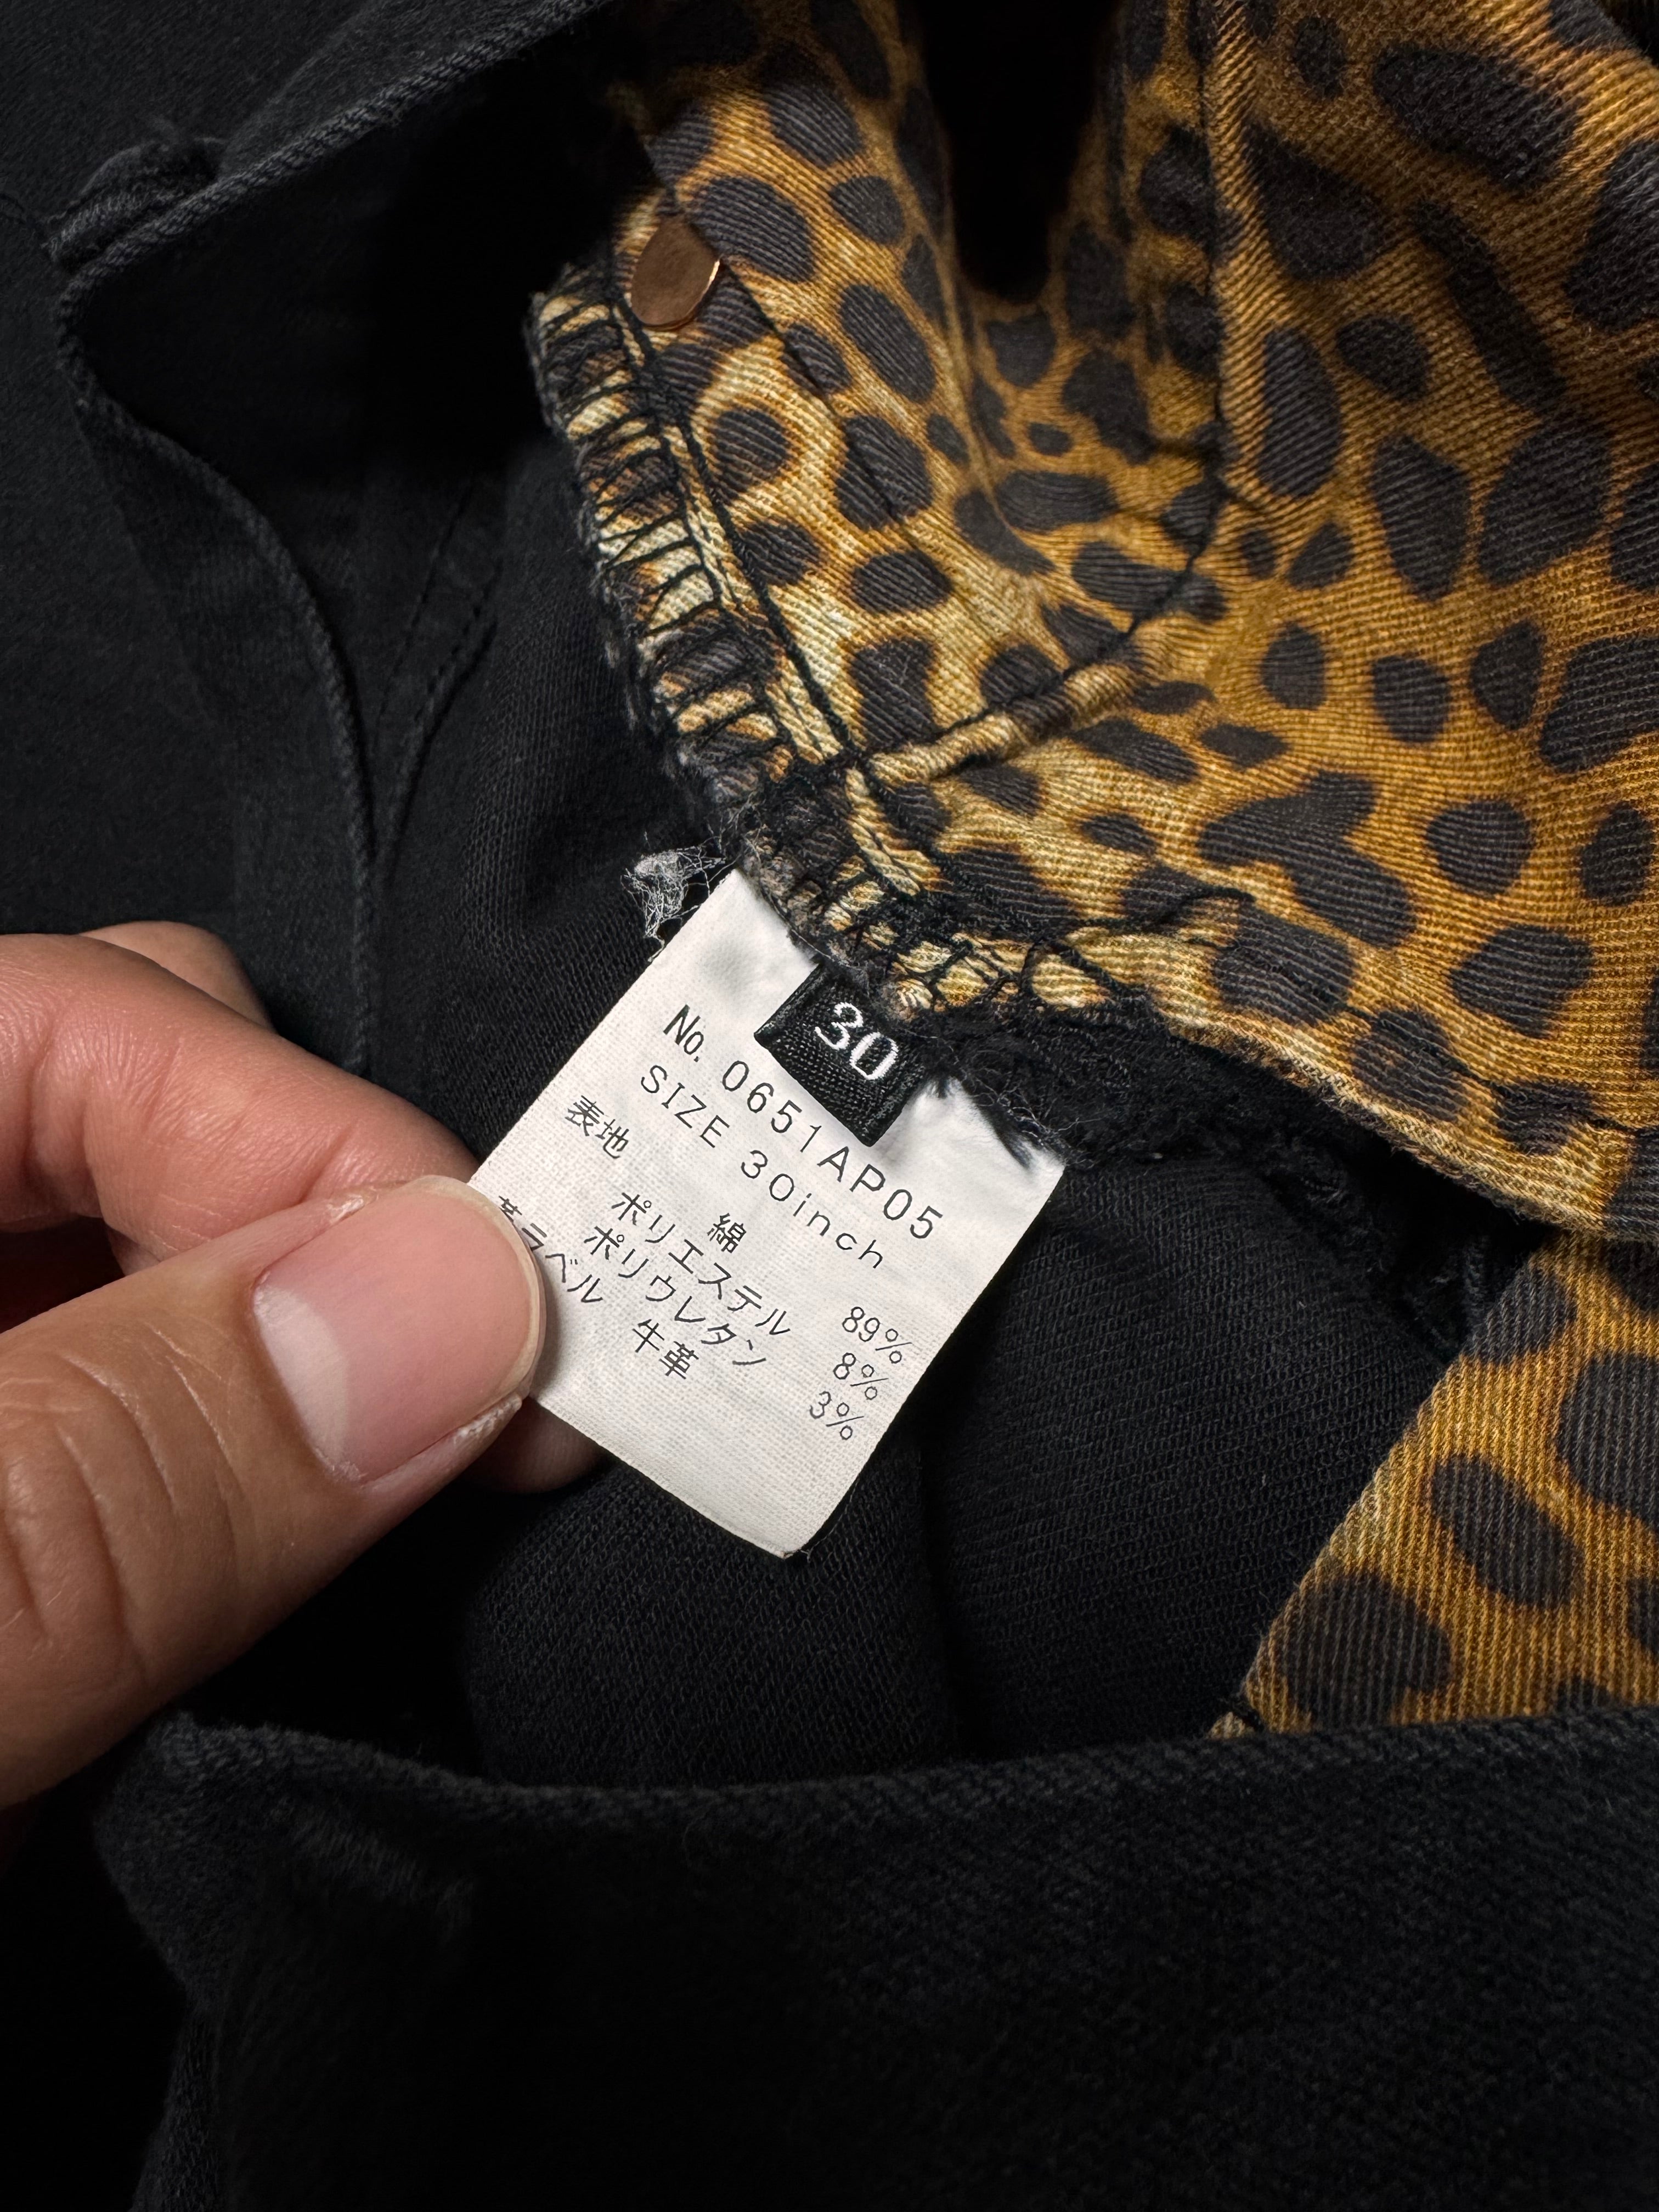 30
No. 0651AP05
SIZE 30inch
表地 綿 89%
ポリエステル 8%
ポリウレタン 3%
革ラベル 牛革